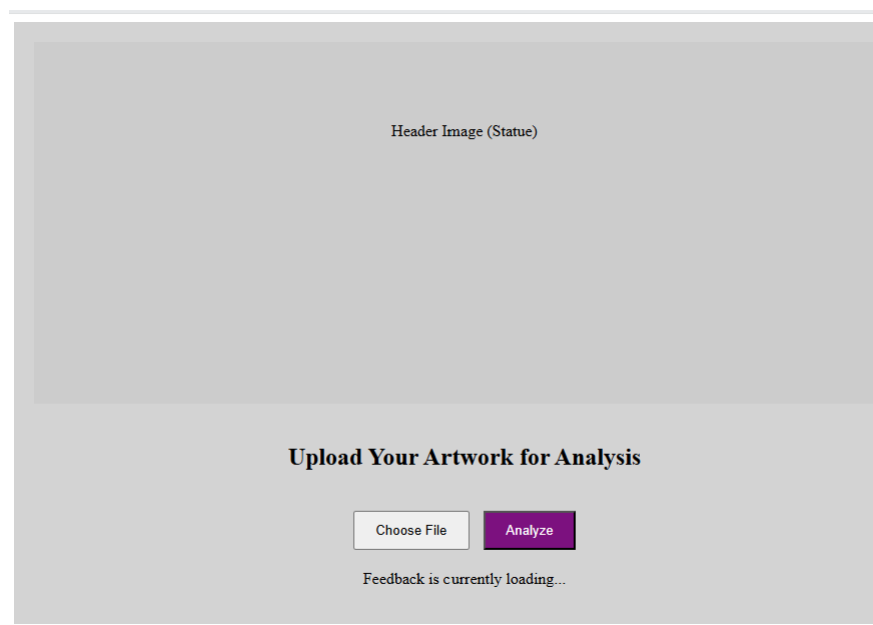 Header Image (Statue)
Upload Your Artwork for Analysis
Choose File Analyze
Feedback is currently loading...